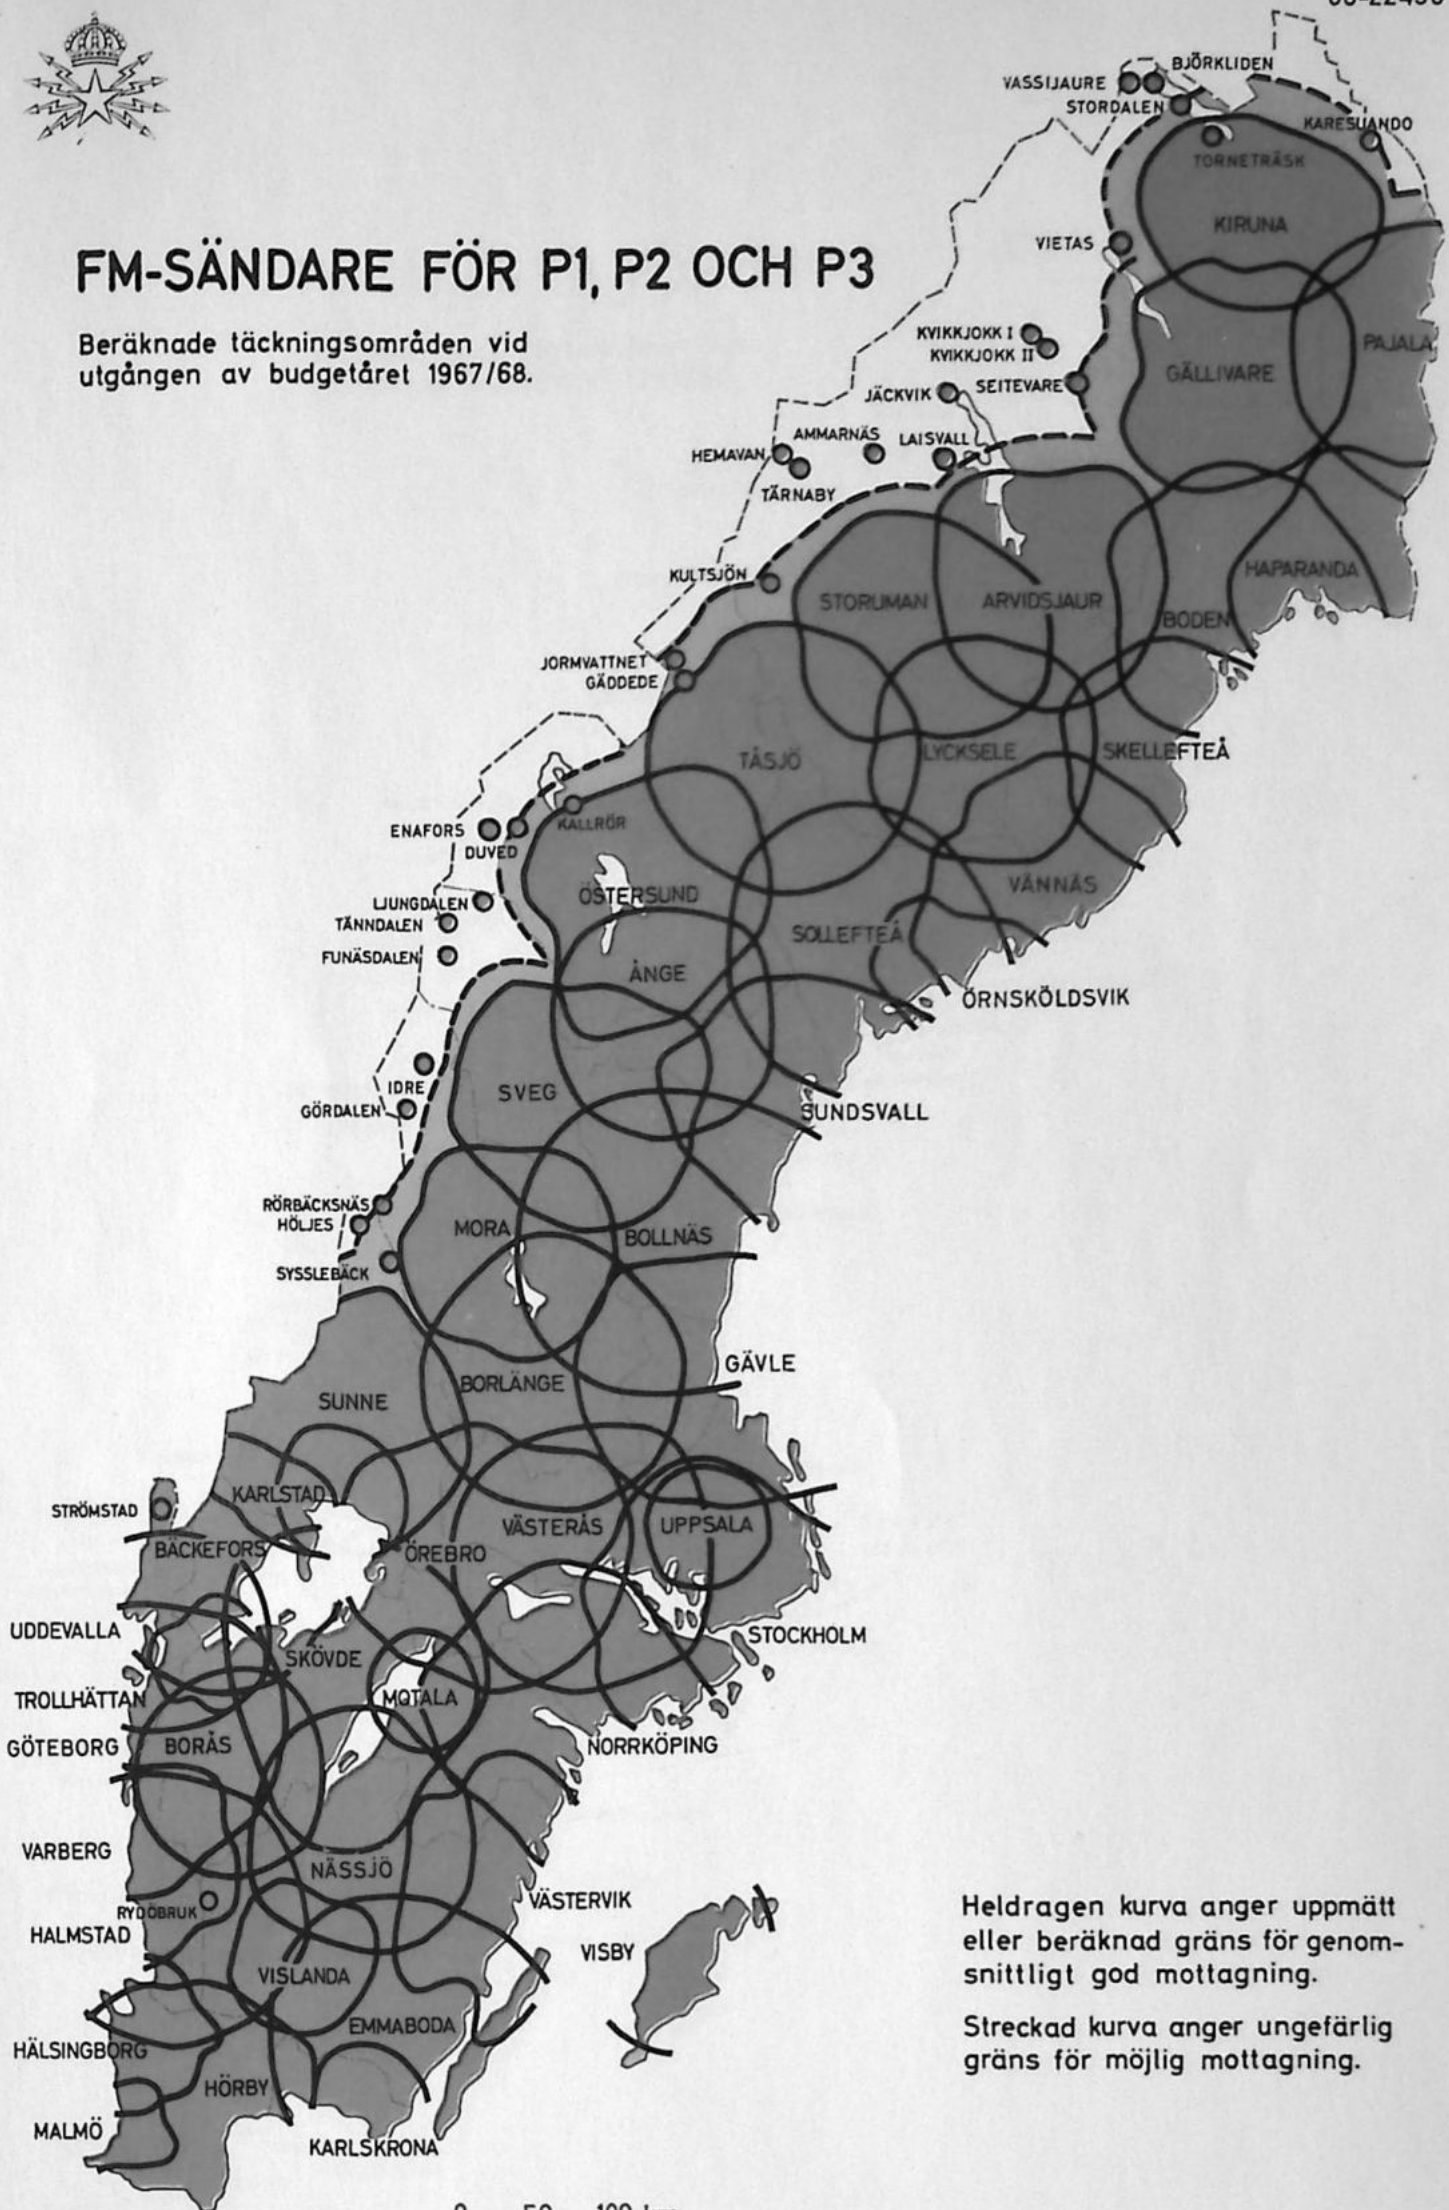 FM-SÄNDARE FÖR P1, P2 OCH P3
Beräknade täckningsområden vid
utgången av budgetåret 1967/68.
BJÖRKLIDEN
VASSIJAURE
STORDALEN
KARESUANDO
TORNETRÄSK
KIRUNA
VIETAS
KVIKKJOKK I
KVIKKJOKK II
PAJALA
GÄLLIVARE
SEITEVARE
JÄCKVIK
AMMARNÄS
LAISVALL
HEMAVAN
TÄRNABY
KULTSJÖN
HAPARANDA
STORUMAN
ARVIDSJAUR
BODEN
JORMVATTNET
GÄDDEDE
TÅSJÖ
LYCKSELE
SKELLEFTEÅ
KALLRÖR
ENAFORS
DUVED
VÄNNÄS
ÖSTERSUND
LJUNGDALEN
TÄNNDALEN
SOLLEFTEÅ
FUNÄSDALEN
ÅNGE
ÖRNSKÖLDSVIK
IDRE
SVEG
GÖRDALEN
SUNDSVALL
RÖRBÄCKSNÄS
HÖLJES
MORA
BOLLNÄS
SYSSLEBÄCK
GÄVLE
BORLÄNGE
SUNNE
KARLSTAD
STRÖMSTAD
VÄSTERÅS
UPPSALA
BÄCKEFORS
ÖREBRO
UDDEVALLA
STOCKHOLM
SKÖVDE
TROLLHÄTTAN
MOTALA
GÖTEBORG
BORÅS
NORRKÖPING
VARBERG
NÄSSJÖ
VÄSTERVIK
RYDÖBRUK
HALMSTAD
VISBY
VISLANDA
EMMABODA
HÄLSINGBORG
HÖRBY
MALMÖ
KARLSKRONA
Heldragen kurva anger uppmätt
eller beräknad gräns för genom-
snittligt god mottagning.
Streckad kurva anger ungefärlig
gräns för möjlig mottagning.